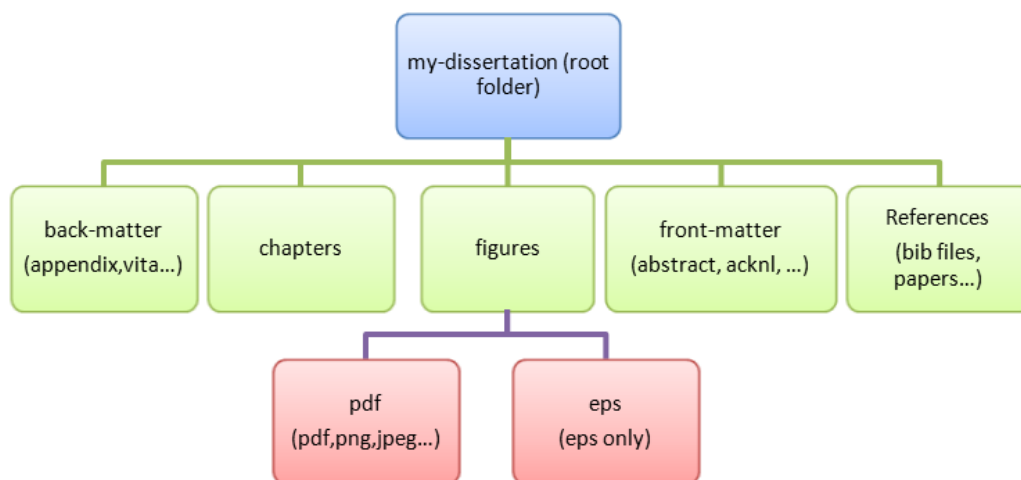 my-dissertation (root
folder)
back-matter
(appendix,vita...)
chapters
figures
front-matter
(abstract, acknl, ...)
References
(bib files,
papers...)
pdf
(pdf,png,jpeg...)
eps
(eps only)